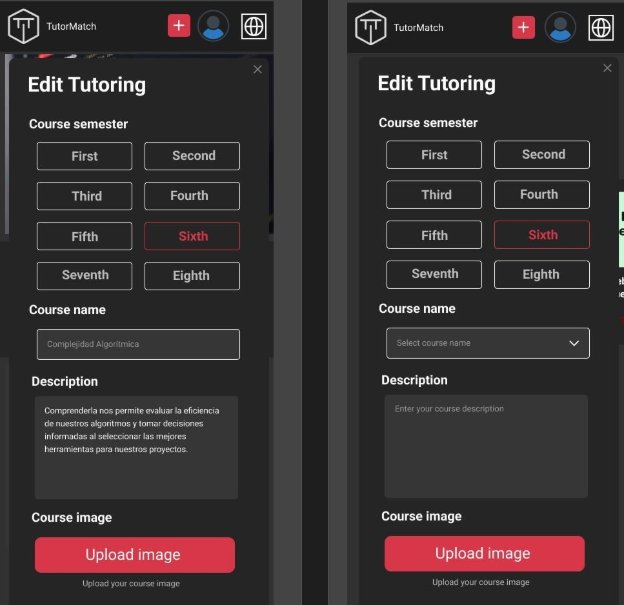 TutorMatch
Edit Tutoring
Course semester
First Second
Third Fourth
Fifth Sixth
Seventh Eighth
Course name
Complejidad Algorítmica
Description
Comprenderla nos permite evaluar la eficiencia
de nuestros algoritmos y tomar decisiones
informadas al seleccionar las mejores
herramientas para nuestros proyectos.
Course image
Upload image
Upload your course image
TutorMatch
Edit Tutoring
Course semester
First Second
Third Fourth
Fifth Sixth
Seventh Eighth
Course name
Select course name
Description
Enter your course description
Course image
Upload image
Upload your course image